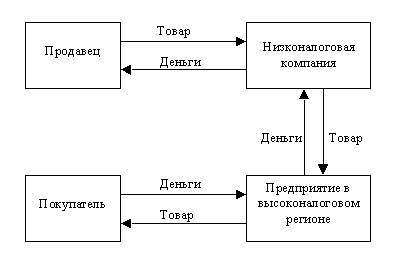 Товар
Продавец
Низконалоговая
компания
Деньги
Деньги
Товар
Деньги
Покупатель
Предприятие в
высоконалоговом
регионе
Товар